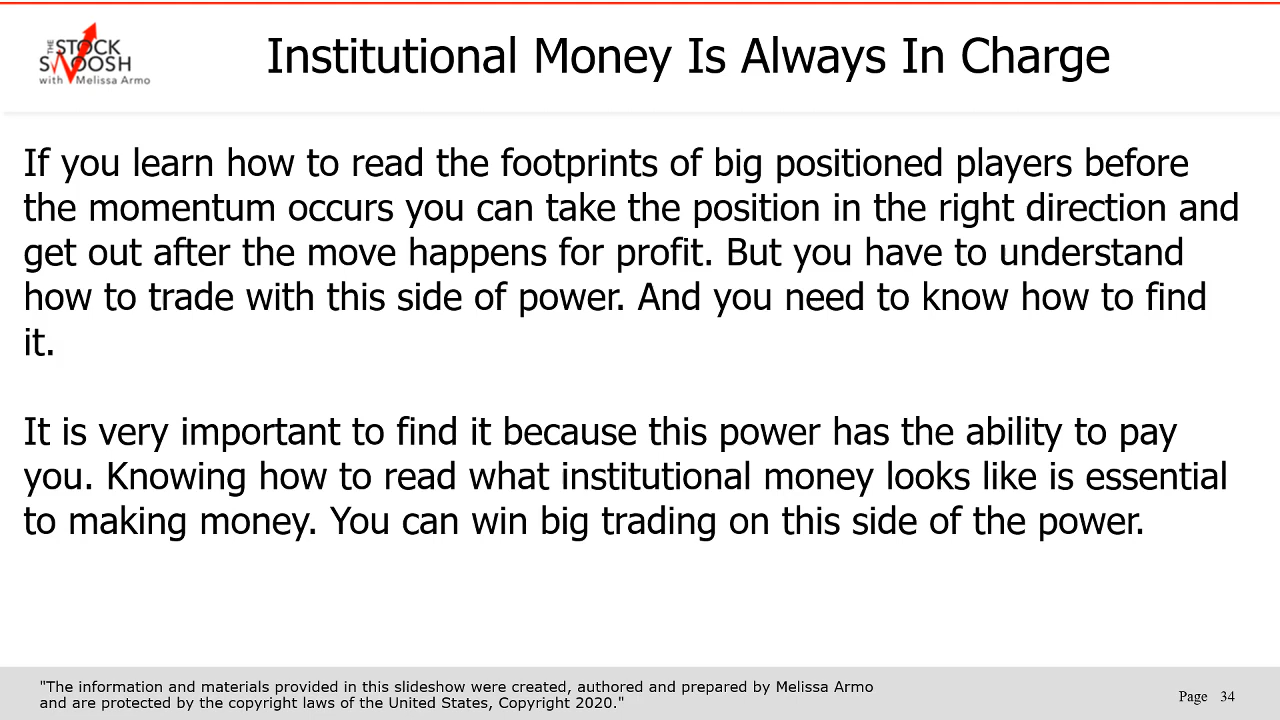 THE STOCK
SWOOSH
with Melissa Armo
Institutional Money Is Always In Charge
If you learn how to read the footprints of big positioned players before
the momentum occurs you can take the position in the right direction and
get out after the move happens for profit. But you have to understand
how to trade with this side of power. And you need to know how to find
it.
It is very important to find it because this power has the ability to pay
you. Knowing how to read what institutional money looks like is essential
to making money. You can win big trading on this side of the power.
"The information and materials provided in this slideshow were created, authored and prepared by Melissa Armo
and are protected by the copyright laws of the United States, Copyright 2020."
Page 34